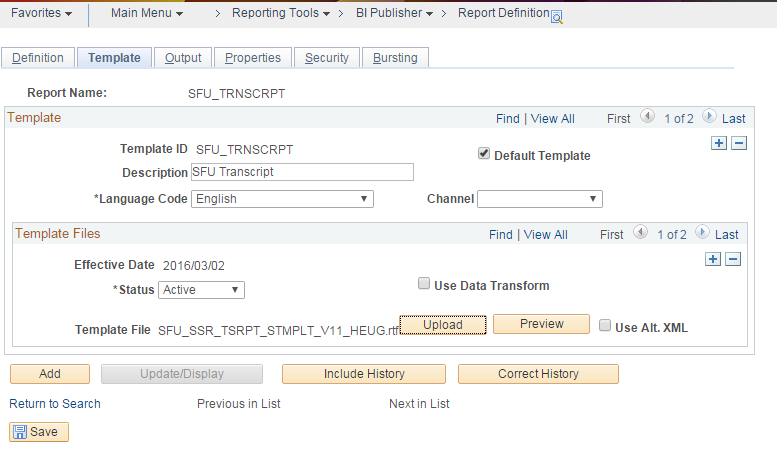 Favorites Main Menu > Reporting Tools > BI Publisher > Report Definition
Definition Template Output Properties Security Bursting
Report Name: SFU_TRNSCRPT
Template Find | View All First 1 of 2 Last
Template ID SFU_TRNSCRPT Default Template
Description SFU Transcript
*Language Code English Channel
Template Files Find | View All First 1 of 2 Last
Effective Date 2016/03/02
*Status Active Use Data Transform
Template File SFU_SSR_TSRPT_STMPLT_V11_HEUG.rtf Upload Preview Use Alt. XML
Add Update/Display Include History Correct History
Return to Search Previous in List Next in List
Save